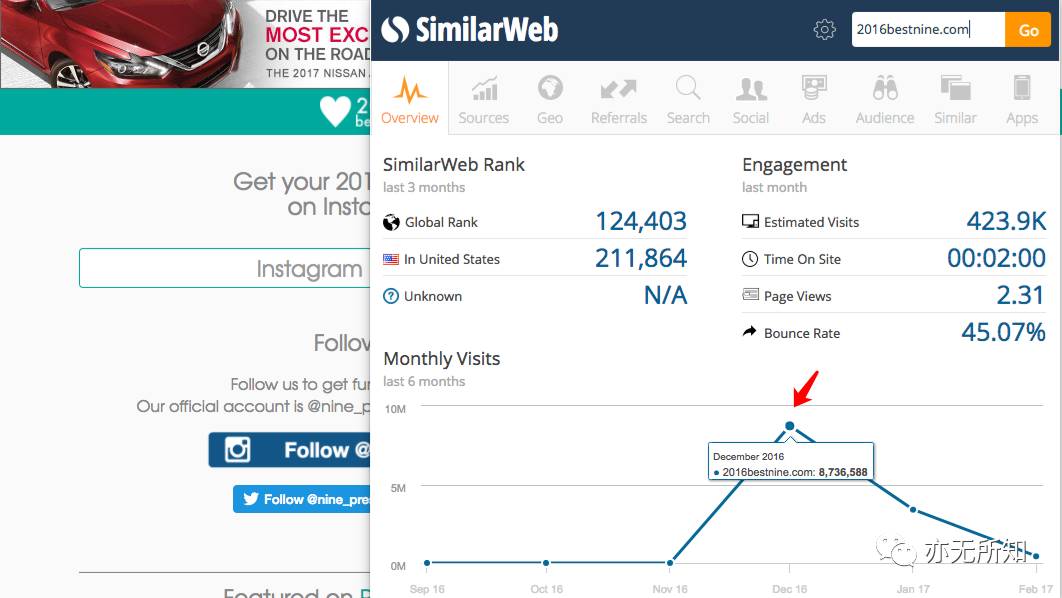 DRIVE THE
MOST EXC
ON THE ROAD
THE 2017 NISSAN
2
be
Get your 201
on Insta
Instagram
Follow
Follow us to get fun
Our official account is @nine_p
Follow @
Follow @nine_pres
Featured on
SimilarWeb
2016bestnine.com
Go
Overview
Sources
Geo
Referrals
Search
Social
Ads
Audience
Similar
Apps
SimilarWeb Rank
last 3 months
Global Rank 124,403
In United States 211,864
Unknown N/A
Engagement
last month
Estimated Visits 423.9K
Time On Site 00:02:00
Page Views 2.31
Bounce Rate 45.07%
Monthly Visits
last 6 months
10M
5M
0M
December 2016
2016bestnine.com: 8,736,588
Sep 16
Oct 16
Nov 16
Dec 16
Jan 17
Feb 17
亦无所知